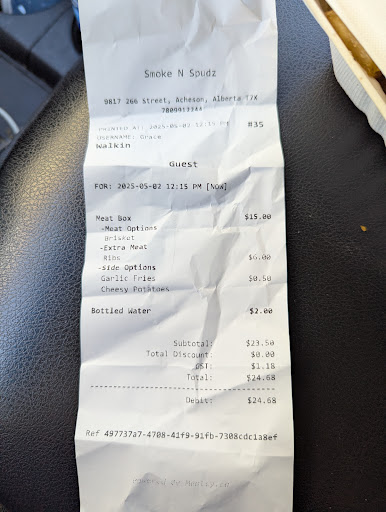 Smoke N Spudz
9817 266 Street, Acheson, Alberta T7X
7809913344
PRINTED AT: 2025-05-02 12:15 PM #35
USERNAME: Grace
Walkin
Guest
FOR: 2025-05-02 12:15 PM [NOW]
Meat Box $15.00
-Meat Options
Brisket
-Extra Meat
Ribs $6.00
-Side Options
Garlic Fries $0.50
Cheesy Potatoes
Bottled Water $2.00
Subtotal: $23.50
Total Discount: $0.00
GST: $1.18
Total: $24.68
Debit: $24.68
Ref 497737a7-4708-41f9-91fb-7308cdc1a8ef